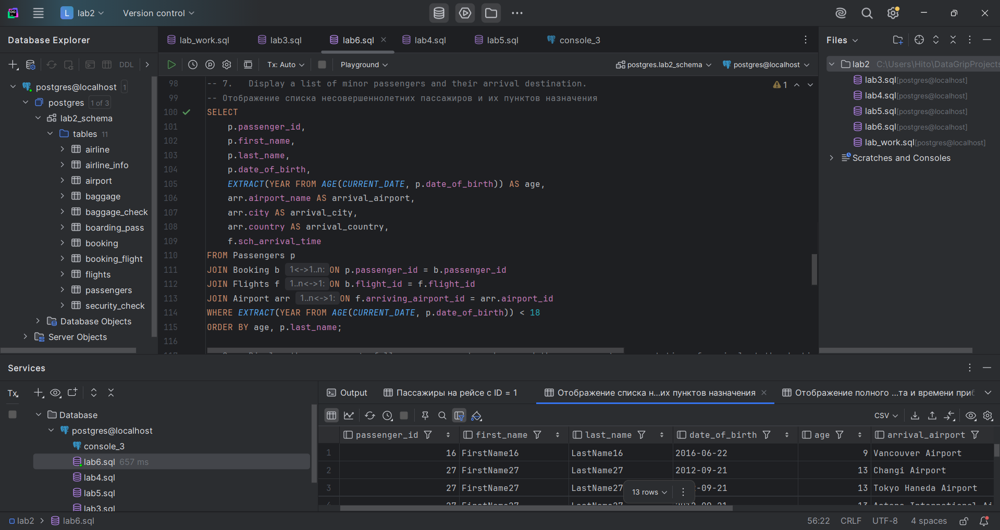 L lab2 Version control
Database Explorer
lab_work.sql lab3.sql lab6.sql lab4.sql lab5.sql console_3
Files
DDL
Tx: Auto Playground postgres.lab2_schema postgres@localhost
lab2 C:\Users\Hito\DataGripProjects
lab3.sql [postgres@localhost]
lab4.sql [postgres@localhost]
lab5.sql [postgres@localhost]
lab6.sql [postgres@localhost]
lab_work.sql [postgres@localhost]
Scratches and Consoles
postgres@localhost 1
postgres 1 of 3
lab2_schema
tables 11
airline
airline_info
airport
baggage
baggage_check
boarding_pass
booking
booking_flight
flights
passengers
security_check
Database Objects
Server Objects
1
98 -- 7. Display a list of minor passengers and their arrival destination.
99 -- Отображение списка несовершеннолетних пассажиров и их пунктов назначения
100 SELECT
101 p.passenger_id,
102 p.first_name,
103 p.last_name,
104 p.date_of_birth,
105 EXTRACT(YEAR FROM AGE(CURRENT_DATE, p.date_of_birth)) AS age,
106 arr.airport_name AS arrival_airport,
107 arr.city AS arrival_city,
108 arr.country AS arrival_country,
109 f.sch_arrival_time
110 FROM Passengers p
111 JOIN Booking b 1<->1..n: ON p.passenger_id = b.passenger_id
112 JOIN Flights f 1..n<->1: ON b.flight_id = f.flight_id
113 JOIN Airport arr 1..n<->1: ON f.arriving_airport_id = arr.airport_id
114 WHERE EXTRACT(YEAR FROM AGE(CURRENT_DATE, p.date_of_birth)) < 18
115 ORDER BY age, p.last_name;
116
Services
Tx
Database
postgres@localhost
console_3
lab6.sql 657 ms
lab4.sql
lab5.sql
lab3.sql
Output Пассажиры на рейсе с ID = 1 Отображение списка н...их пунктов назначения Отображение полного ...та и времени приб
CSV
passenger_id first_name last_name date_of_birth age arrival_airport
1 16 FirstName16 LastName16 2016-06-22 9 Vancouver Airport
2 27 FirstName27 LastName27 2012-09-21 13 Changi Airport
3 27 FirstName27 LastName27 -09-21 13 Tokyo Haneda Airport
13 rows
lab2 lab6.sql
56:22 CRLF UTF-8 4 spaces